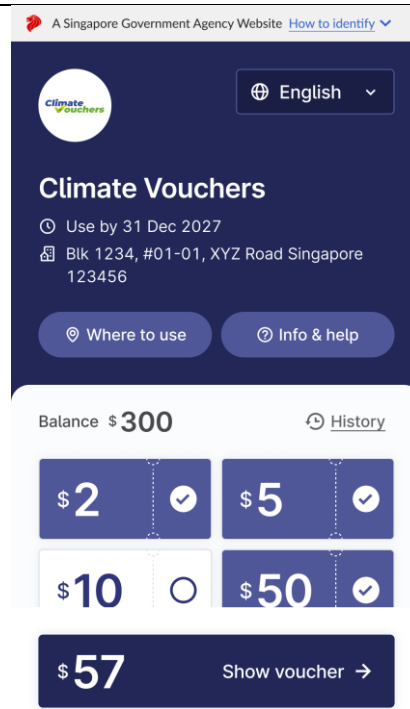 A Singapore Government Agency Website How to identify
Climate
Vouchers
English
Climate Vouchers
Use by 31 Dec 2027
Blk 1234, #01-01, XYZ Road Singapore
123456
Where to use
Info & help
Balance $300
History
$2
$5
$10
$50
$57
Show voucher →